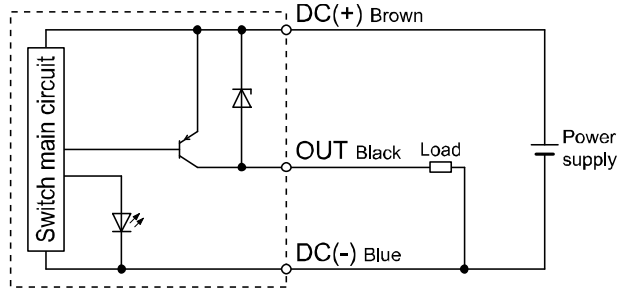 DC(+) Brown
Switch main circuit
OUT Black
Load
Power
supply
DC(-) Blue